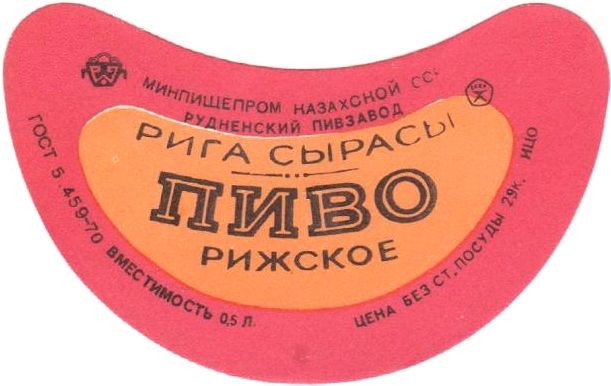 МИНПИЩЕПРОМ КАЗАХСКОЙ ССР
РУДНЕНСКИЙ ПИВЗАВОД
РИГА СЫРАСЫ
ПИВО
РИЖСКОЕ
ГОСТ 5 459-70 ВМЕСТИМОСТЬ 0,5 Л.
ЦЕНА БЕЗ СТ. ПОСУДЫ 29к. ИЦО